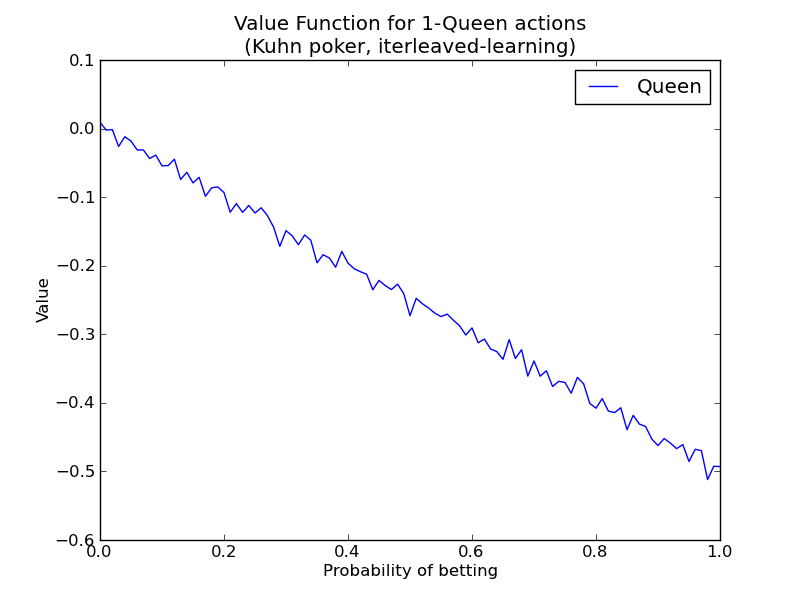 Value Function for 1-Queen actions
(Kuhn poker, iterleaved-learning)
Queen
0.1
0.0
−0.1
−0.2
−0.3
−0.4
−0.5
−0.6
Value
0.0 0.2 0.4 0.6 0.8 1.0
Probability of betting